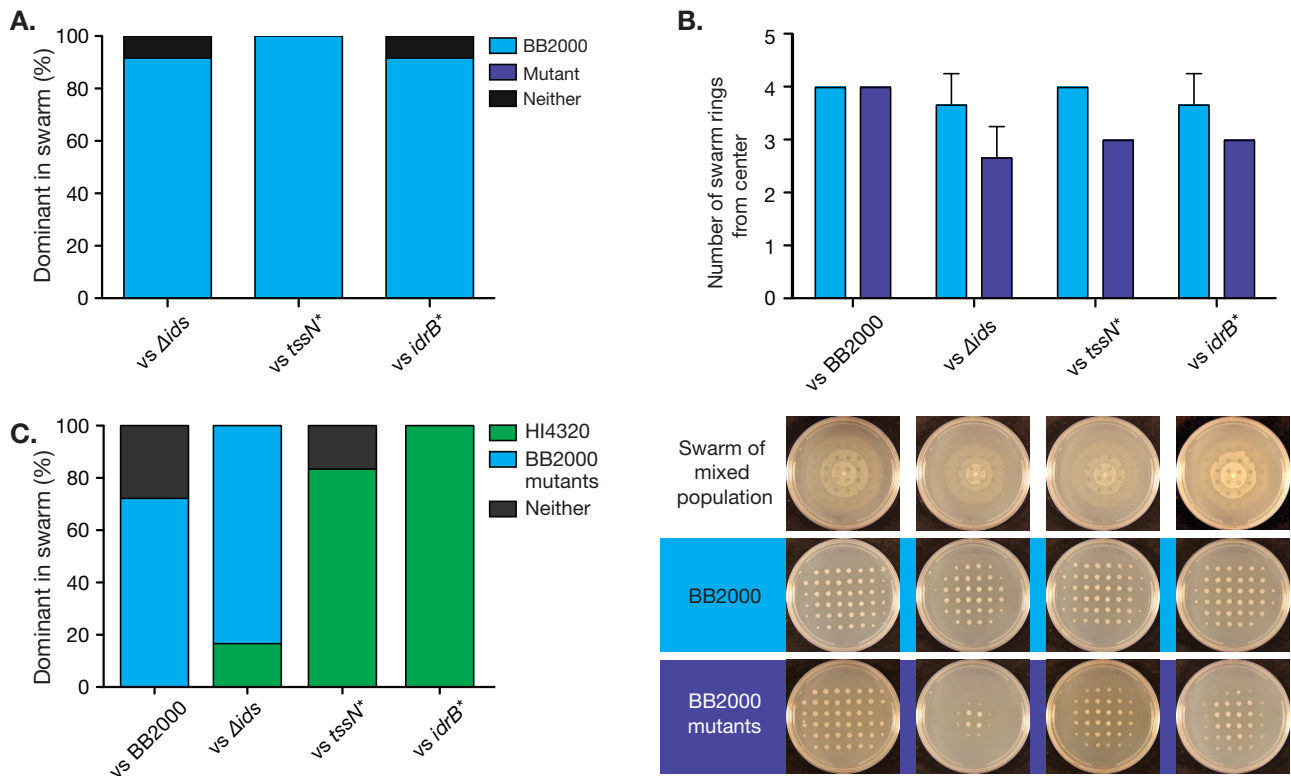 A.
Dominant in swarm (%)
100
80
60
40
20
0
vs Δids
vs tssN*
vs idrB*
BB2000
Mutant
Neither
B.
Number of swarm rings
from center
5
4
3
2
1
0
vs BB2000
vs Δids
vs tssN*
vs idrB*
C.
Dominant in swarm (%)
100
80
60
40
20
0
vs BB2000
vs Δids
vs tssN*
vs idrB*
HI4320
BB2000
mutants
Neither
Swarm of
mixed
population
BB2000
BB2000
mutants